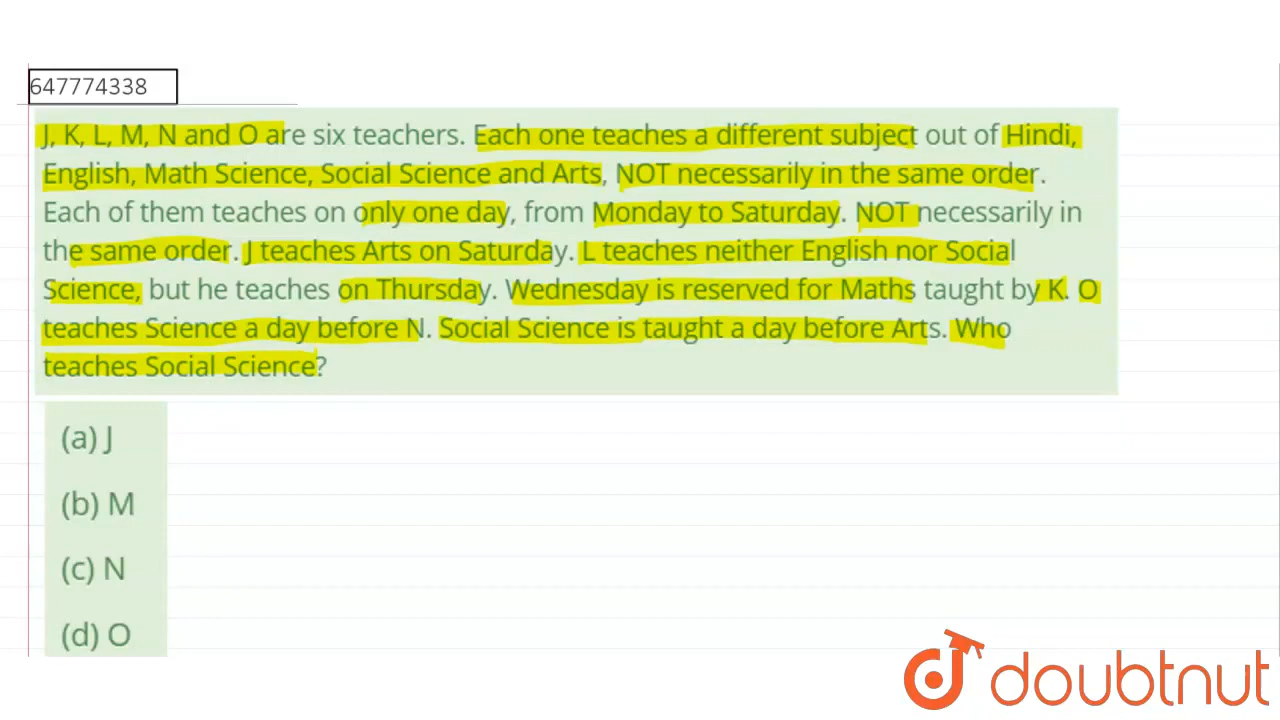 647774338
J, K, L, M, N and O are six teachers. Each one teaches a different subject out of Hindi,
English, Math Science, Social Science and Arts, NOT necessarily in the same order.
Each of them teaches on only one day, from Monday to Saturday. NOT necessarily in
the same order. J teaches Arts on Saturday. L teaches neither English nor Social
Science, but he teaches on Thursday. Wednesday is reserved for Maths taught by K. O
teaches Science a day before N. Social Science is taught a day before Arts. Who
teaches Social Science?
(a) J
(b) M
(c) N
(d) O
doubtnut